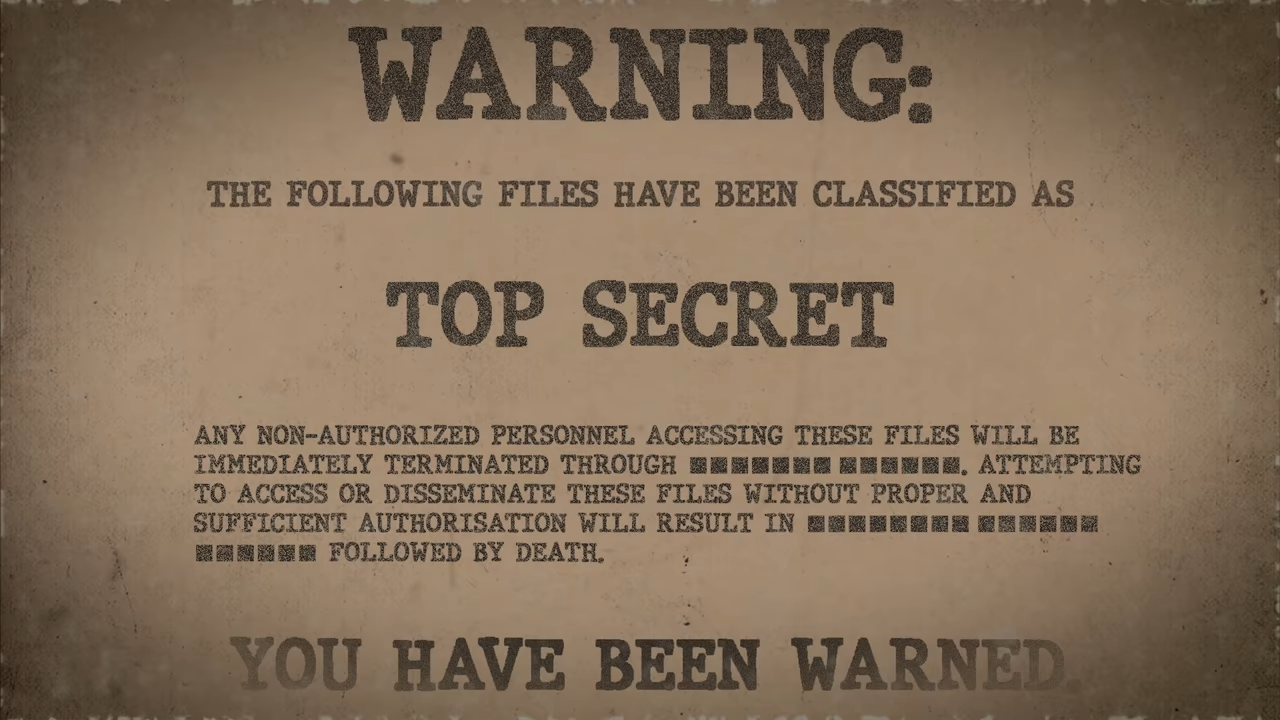 WARNING:
THE FOLLOWING FILES HAVE BEEN CLASSIFIED AS
TOP SECRET
ANY NON-AUTHORIZED PERSONNEL ACCESSING THESE FILES WILL BE
IMMEDIATELY TERMINATED THROUGH ■■■■■■■ ■■■■■■. ATTEMPTING
TO ACCESS OR DISSEMINATE THESE FILES WITHOUT PROPER AND
SUFFICIENT AUTHORISATION WILL RESULT IN ■■■■■■■■ ■■■■■■
■■■■■■ FOLLOWED BY DEATH.
YOU HAVE BEEN WARNED.